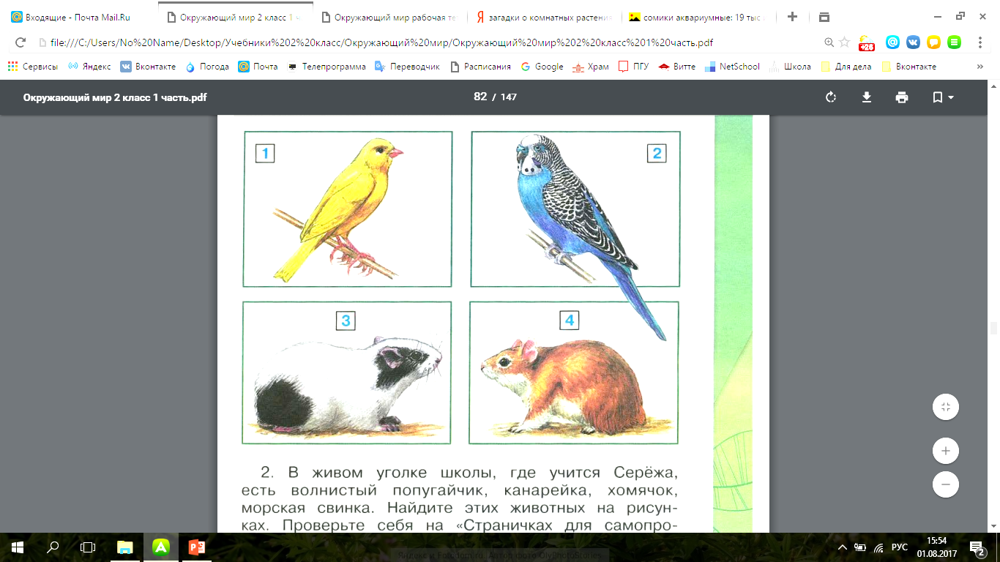 Входящие - Почта Mail.Ru
Окружающий мир 2 класс 1 ч
Окружающий мир рабочая те
загадки о комнатных растени
сомики аквариумные: 19 тыс
file:///C:/Users/No%20Name/Desktop/Учебники%202%20класс/Окружающий%20мир/Окружающий%20мир%202%20класс%201%20часть.pdf
+26
Сервисы Яндекс Вконтакте Погода Почта Телепрограмма Переводчик Расписания Google Храм ПГУ Витте NetSchool Школа Для дела Вконтакте »
Окружающий мир 2 класс 1 часть.pdf 82 / 147
1
2
3
4
2. В живом уголке школы, где учится Серёжа,
есть волнистый попугайчик, канарейка, хомячок,
морская свинка. Найдите этих животных на рисун-
ках. Проверьте себя на «Страничках для самопро-
РУС
15:54
01.08.2017
2